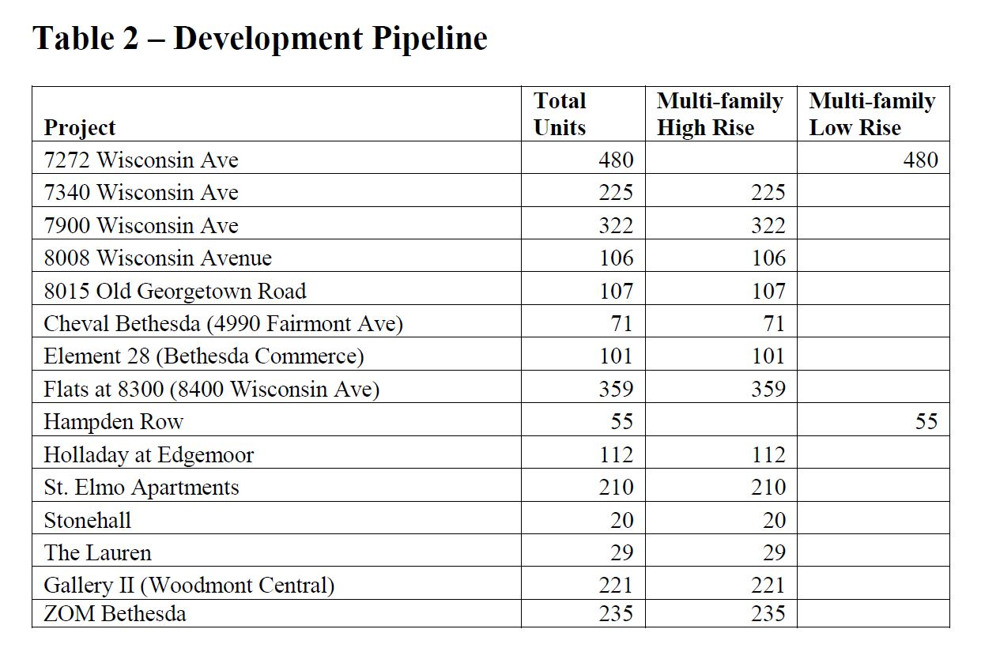 Table 2 – Development Pipeline
Project Total Units Multi-family High Rise Multi-family Low Rise
7272 Wisconsin Ave 480 480
7340 Wisconsin Ave 225 225
7900 Wisconsin Ave 322 322
8008 Wisconsin Avenue 106 106
8015 Old Georgetown Road 107 107
Cheval Bethesda (4990 Fairmont Ave) 71 71
Element 28 (Bethesda Commerce) 101 101
Flats at 8300 (8400 Wisconsin Ave) 359 359
Hampden Row 55 55
Holladay at Edgemoor 112 112
St. Elmo Apartments 210 210
Stonehall 20 20
The Lauren 29 29
Gallery II (Woodmont Central) 221 221
ZOM Bethesda 235 235